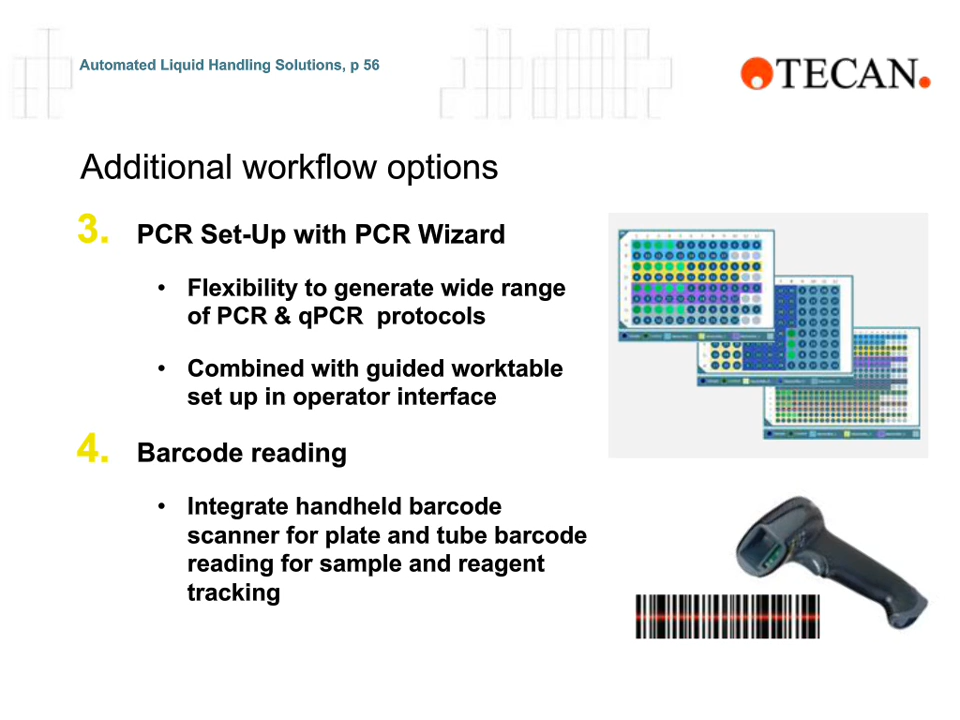 Automated Liquid Handling Solutions, p 56
TECAN.
Additional workflow options
3. PCR Set-Up with PCR Wizard
• Flexibility to generate wide range
of PCR & qPCR protocols
• Combined with guided worktable
set up in operator interface
4. Barcode reading
• Integrate handheld barcode
scanner for plate and tube barcode
reading for sample and reagent
tracking